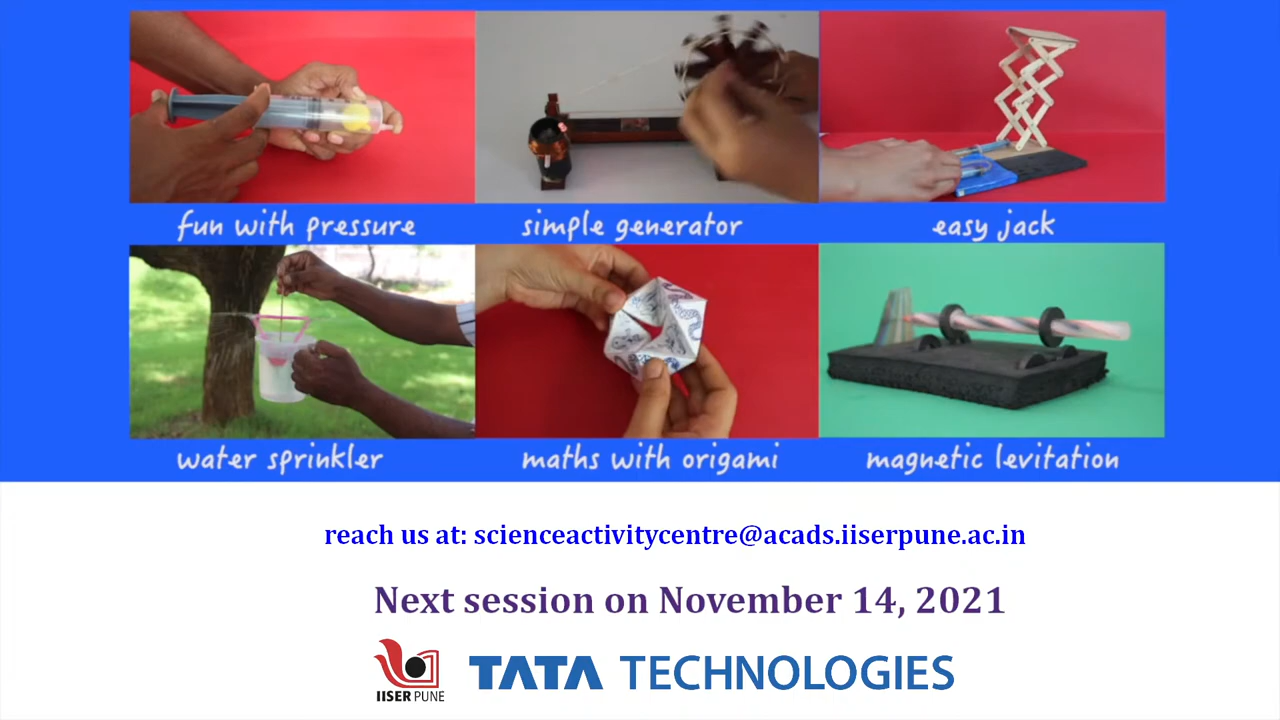 fun with pressure
simple generator
easy jack
water sprinkler
maths with origami
magnetic levitation
reach us at: scienceactivitycentre@acads.iiserpune.ac.in
Next session on November 14, 2021
IISER PUNE
TATA TECHNOLOGIES